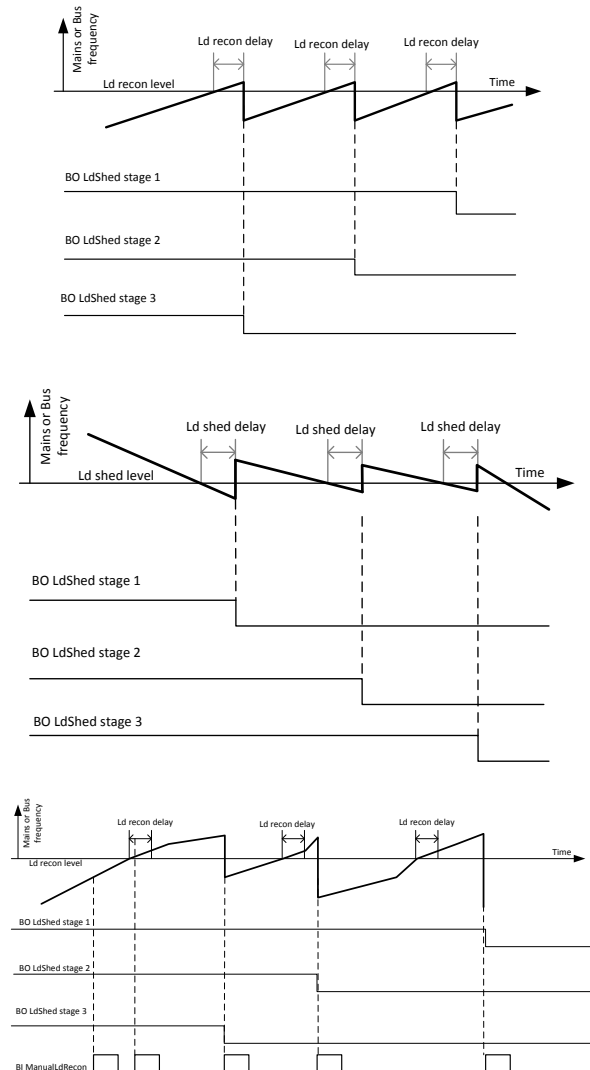 Mains or Bus
frequency
Ld recon delay
Ld recon delay
Ld recon delay
Ld recon level
Time
BO LdShed stage 1
BO LdShed stage 2
BO LdShed stage 3
Mains or Bus
frequency
Ld shed delay
Ld shed delay
Ld shed delay
Ld shed level
Time
BO LdShed stage 1
BO LdShed stage 2
BO LdShed stage 3
Mains or Bus
frequency
Ld recon delay
Ld recon delay
Ld recon delay
Ld recon level
Time
BO LdShed stage 1
BO LdShed stage 2
BO LdShed stage 3
BI ManualLdRecon